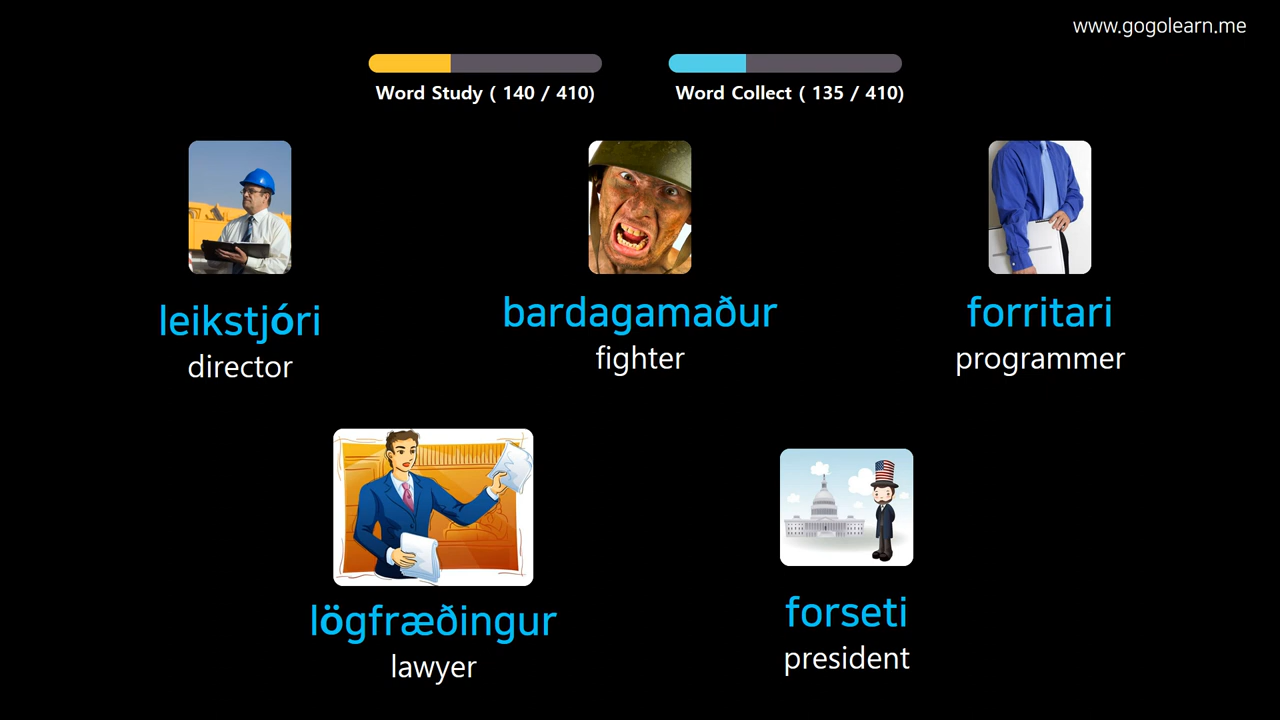 www.gogolearn.me
Word Study ( 140 / 410)
Word Collect ( 135 / 410)
leikstjóri
director
bardagamaður
fighter
forritari
programmer
lögfræðingur
lawyer
forseti
president